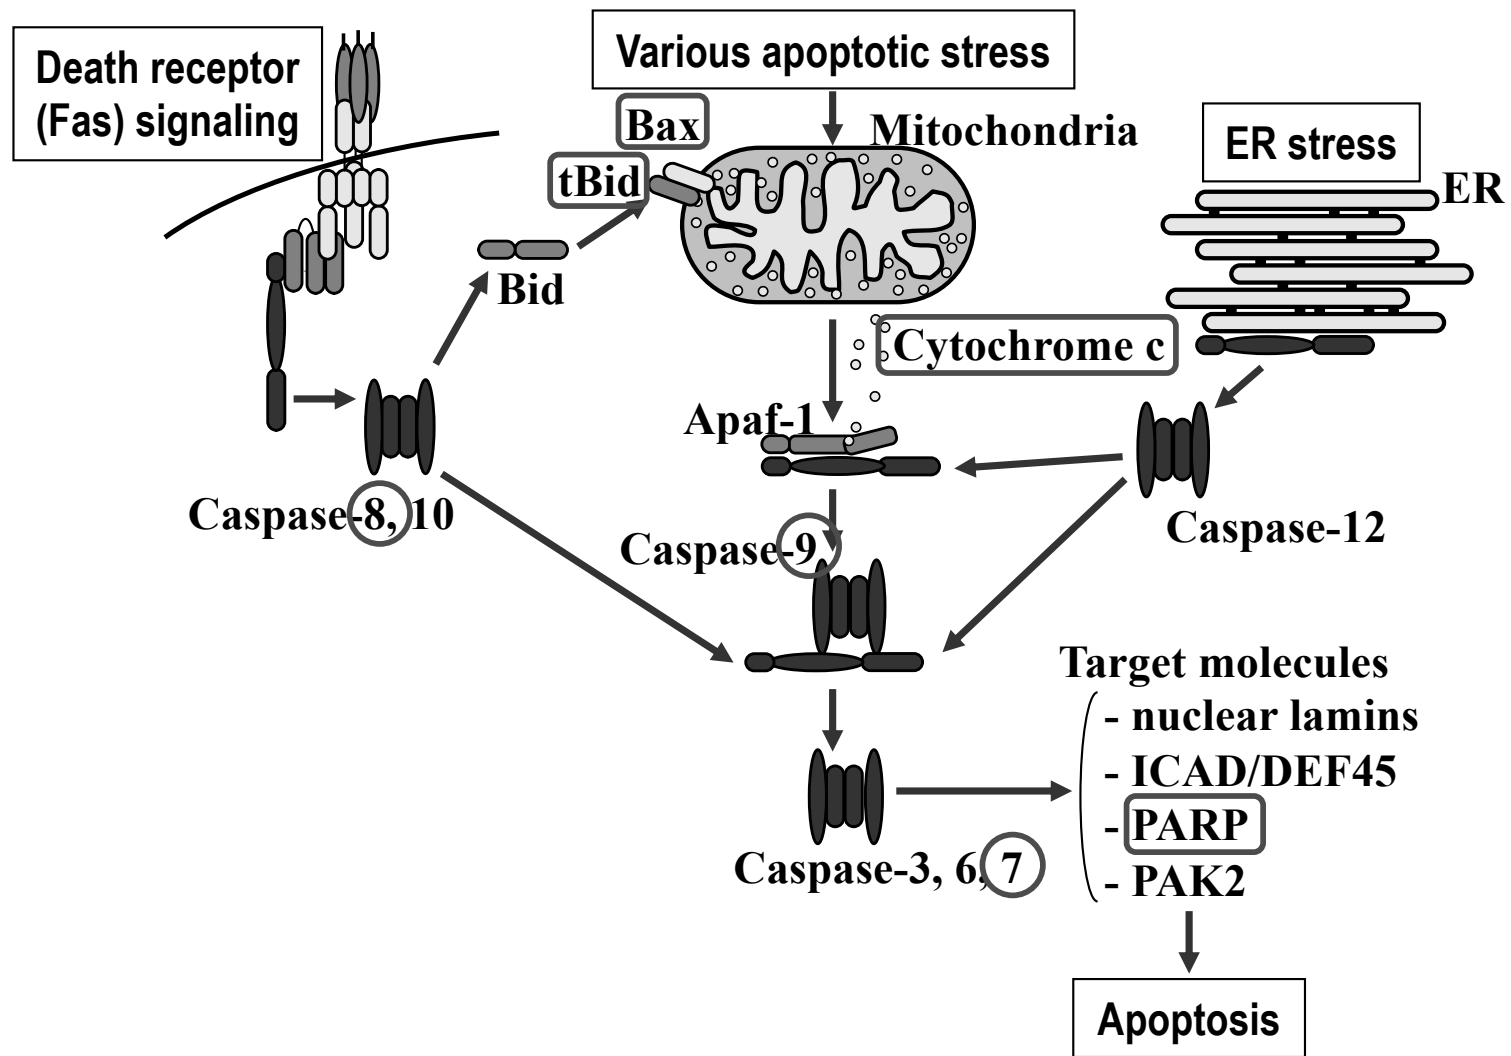 Death receptor
(Fas) signaling
Various apoptotic stress
Bax
Mitochondria
tBid
ER stress
ER
Bid
Cytochrome c
Apaf-1
Caspase-8, 10
Caspase-9
Caspase-12
Target molecules
- nuclear lamins
- ICAD/DEF45
- PARP
- PAK2
Caspase-3, 6, 7
Apoptosis